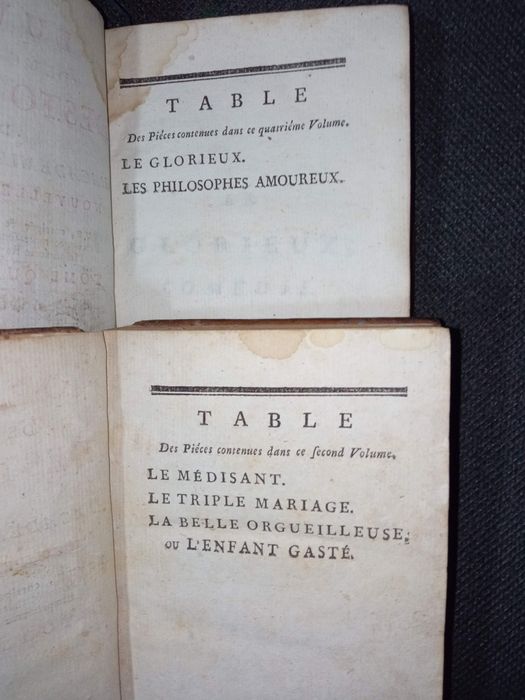 TABLE
Des Piéces contenues dans ce quatriéme Volume.
LE GLORIEUX.
LES PHILOSOPHES AMOUREUX.
TABLE
Des Piéces contenues dans ce second Volume.
LE MÉDISANT.
LE TRIPLE MARIAGE.
LA BELLE ORGUEILLEUSE;
OU L'ENFANT GASTÉ.